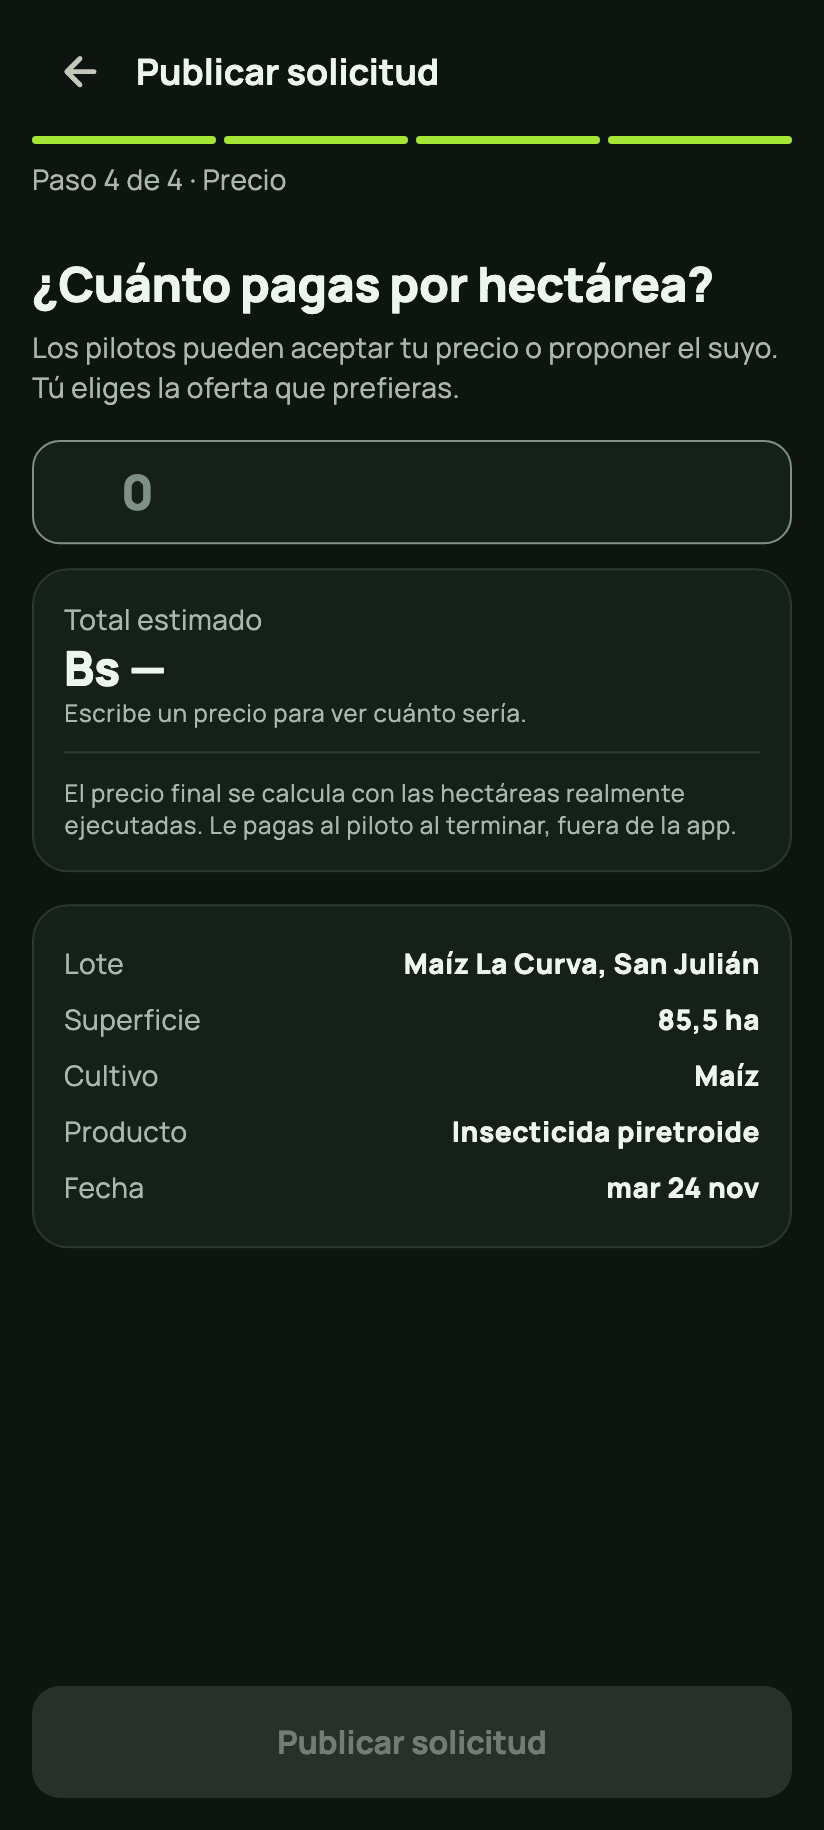 Publicar solicitud
Paso 4 de 4 · Precio
¿Cuánto pagas por hectárea?
Los pilotos pueden aceptar tu precio o proponer el suyo.
Tú eliges la oferta que prefieras.
0
Total estimado
Bs —
Escribe un precio para ver cuánto sería.
El precio final se calcula con las hectáreas realmente
ejecutadas. Le pagas al piloto al terminar, fuera de la app.
Lote Maíz La Curva, San Julián
Superficie 85,5 ha
Cultivo Maíz
Producto Insecticida piretroide
Fecha mar 24 nov
Publicar solicitud